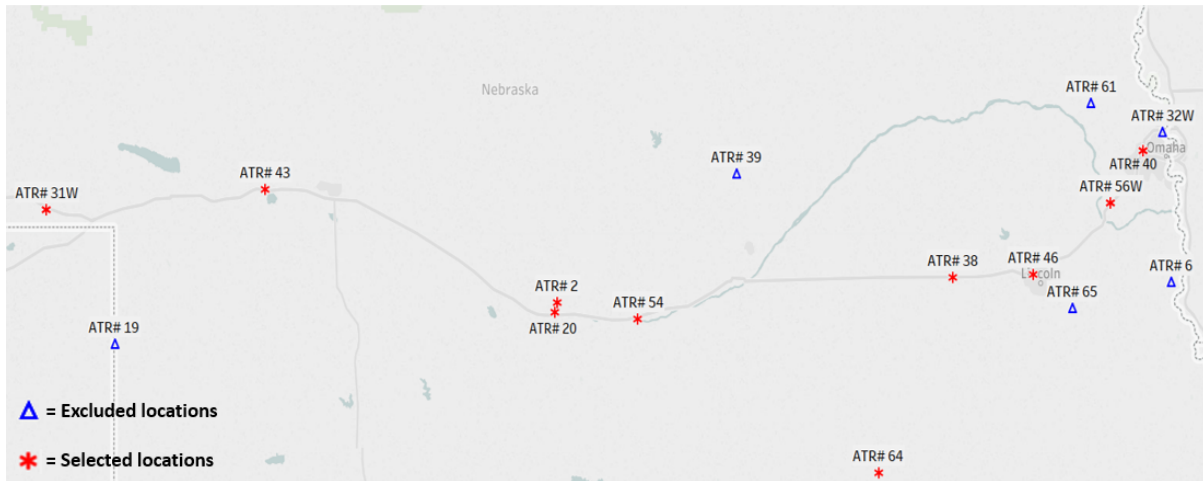 Nebraska
ATR# 61
ATR# 32W
Omaha
ATR# 40
ATR# 39
ATR# 43
ATR# 31W
ATR# 56W
ATR# 38
ATR# 46
Lincoln
ATR# 6
ATR# 65
ATR# 2
ATR# 54
ATR# 20
ATR# 19
= Excluded locations
= Selected locations
ATR# 64